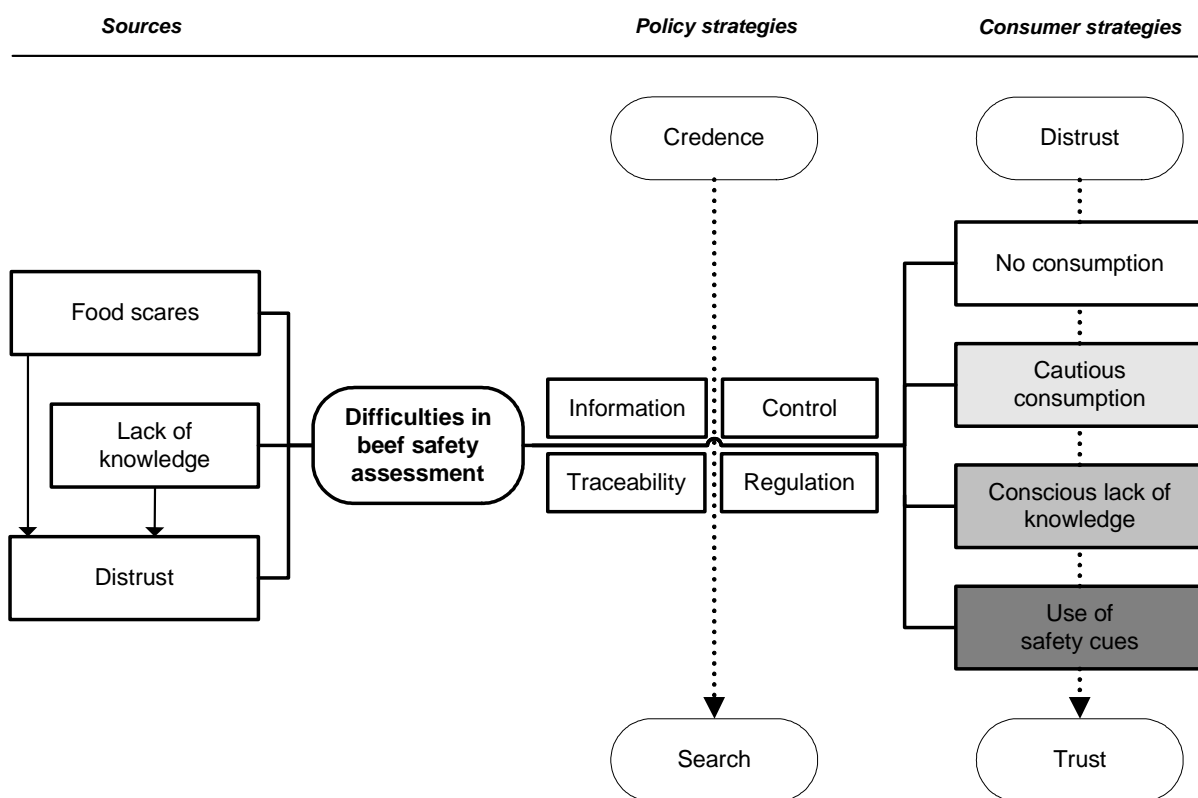 Sources
Policy strategies
Consumer strategies
Credence
Distrust
No consumption
Food scares
Cautious
consumption
Lack of
knowledge
Difficulties in
beef safety
assessment
Information
Control
Traceability
Regulation
Conscious lack of
knowledge
Distrust
Use of
safety cues
Search
Trust